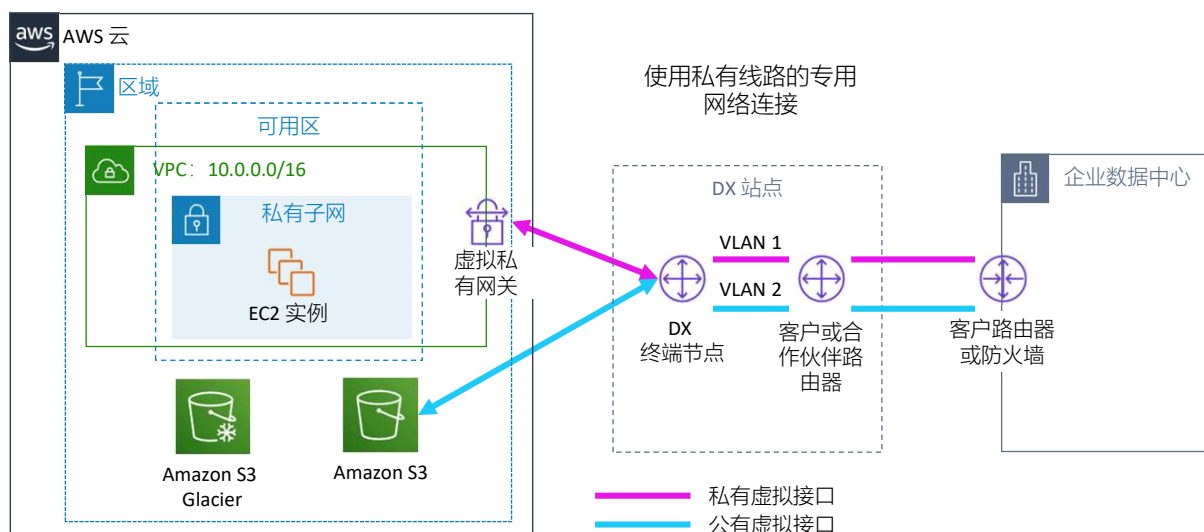 aws
AWS 云
区域
可用区
VPC：10.0.0.0/16
私有子网
EC2 实例
虚拟私
有网关
Amazon S3
Glacier
Amazon S3
使用私有线路的专用
网络连接
DX 站点
VLAN 1
VLAN 2
DX
终端节点
客户或合
作伙伴路
由器
企业数据中心
客户路由器
或防火墙
私有虚拟接口
公有虚拟接口